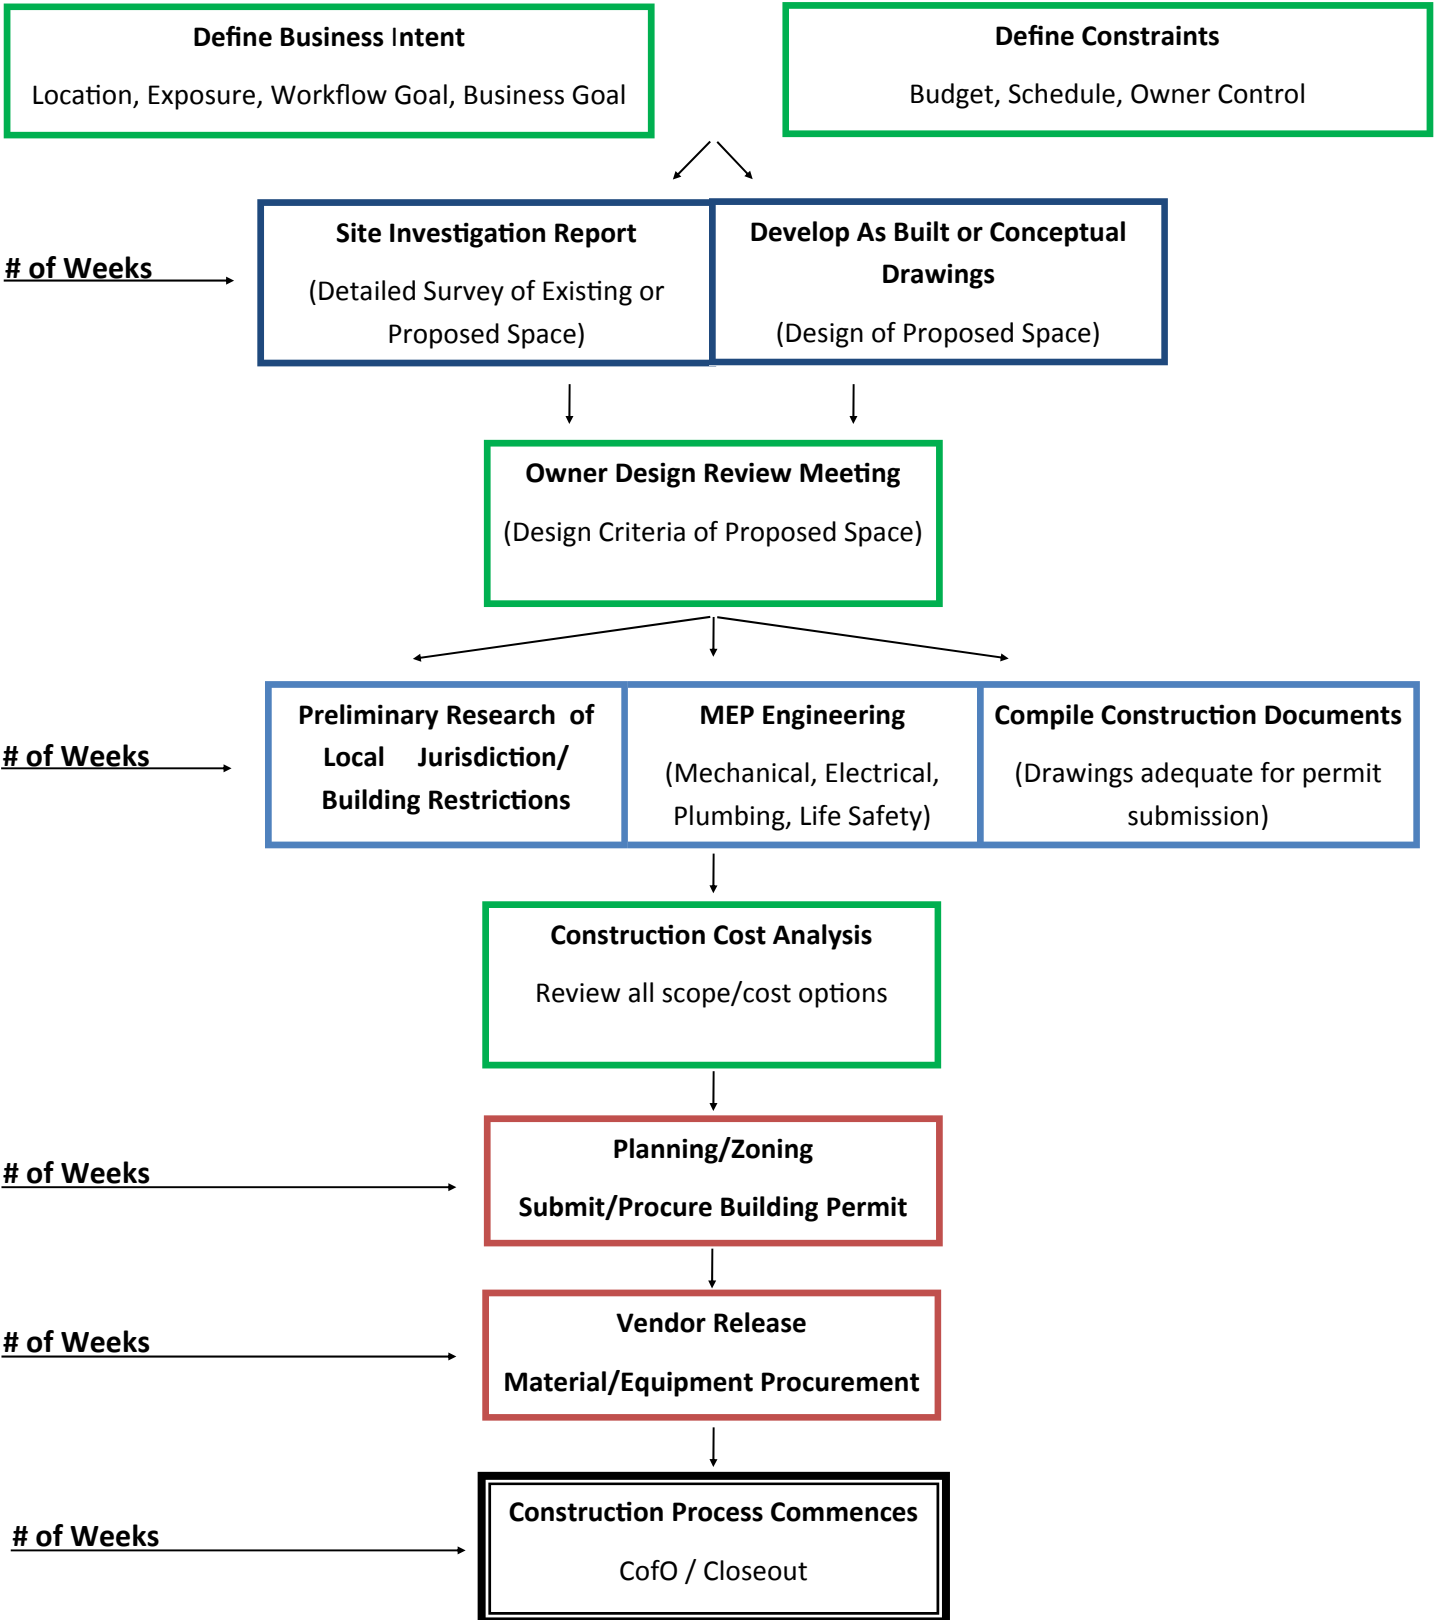 Define Business Intent
Location, Exposure, Workflow Goal, Business Goal
Define Constraints
Budget, Schedule, Owner Control
# of Weeks
Site Investigation Report
(Detailed Survey of Existing or
Proposed Space)
Develop As Built or Conceptual
Drawings
(Design of Proposed Space)
Owner Design Review Meeting
(Design Criteria of Proposed Space)
# of Weeks
Preliminary Research of
Local Jurisdiction/
Building Restrictions
MEP Engineering
(Mechanical, Electrical,
Plumbing, Life Safety)
Compile Construction Documents
(Drawings adequate for permit
submission)
Construction Cost Analysis
Review all scope/cost options
# of Weeks
Planning/Zoning
Submit/Procure Building Permit
# of Weeks
Vendor Release
Material/Equipment Procurement
# of Weeks
Construction Process Commences
CofO / Closeout